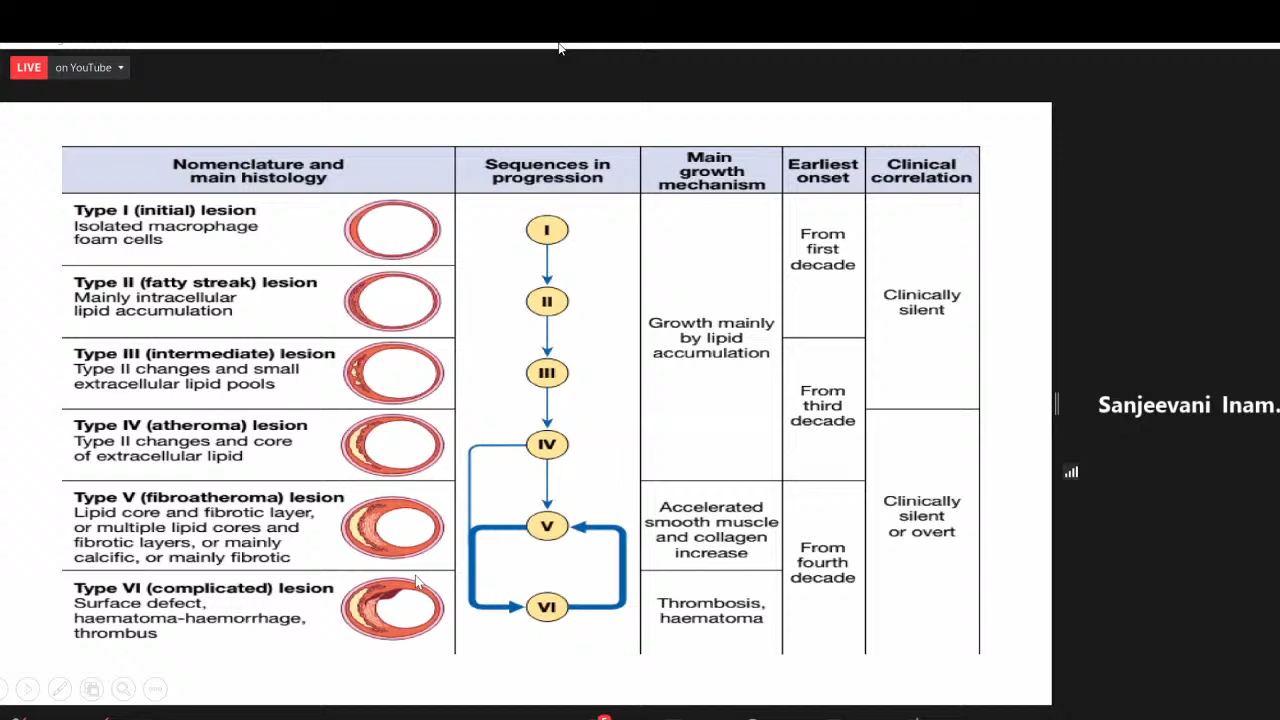 LIVE
on YouTube
Nomenclature and
main histology
Sequences in
progression
Main
growth
mechanism
Earliest
onset
Clinical
correlation
Type I (initial) lesion
Isolated macrophage
foam cells
I
Type II (fatty streak) lesion
Mainly intracellular
lipid accumulation
II
Type III (intermediate) lesion
Type II changes and small
extracellular lipid pools
III
Type IV (atheroma) lesion
Type II changes and core
of extracellular lipid
IV
Type V (fibroatheroma) lesion
Lipid core and fibrotic layer,
or multiple lipid cores and
fibrotic layers, or mainly
calcific, or mainly fibrotic
V
Type VI (complicated) lesion
Surface defect,
haematoma-haemorrhage,
thrombus
VI
Growth mainly
by lipid
accumulation
Accelerated
smooth muscle
and collagen
increase
Thrombosis,
haematoma
From
first
decade
From
third
decade
From
fourth
decade
Clinically
silent
Clinically
silent
or overt
Sanjeevani Inam.